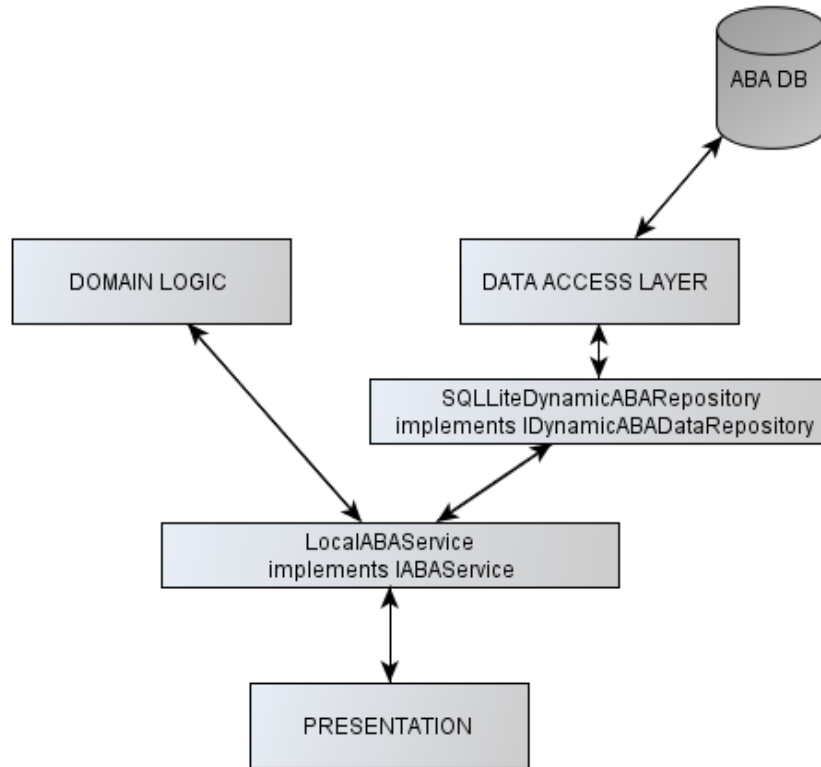 ABA DB
DOMAIN LOGIC
DATA ACCESS LAYER
SQLLiteDynamicABARepository
implements IDynamicABADataRepository
LocalABAService
implements IABAService
PRESENTATION